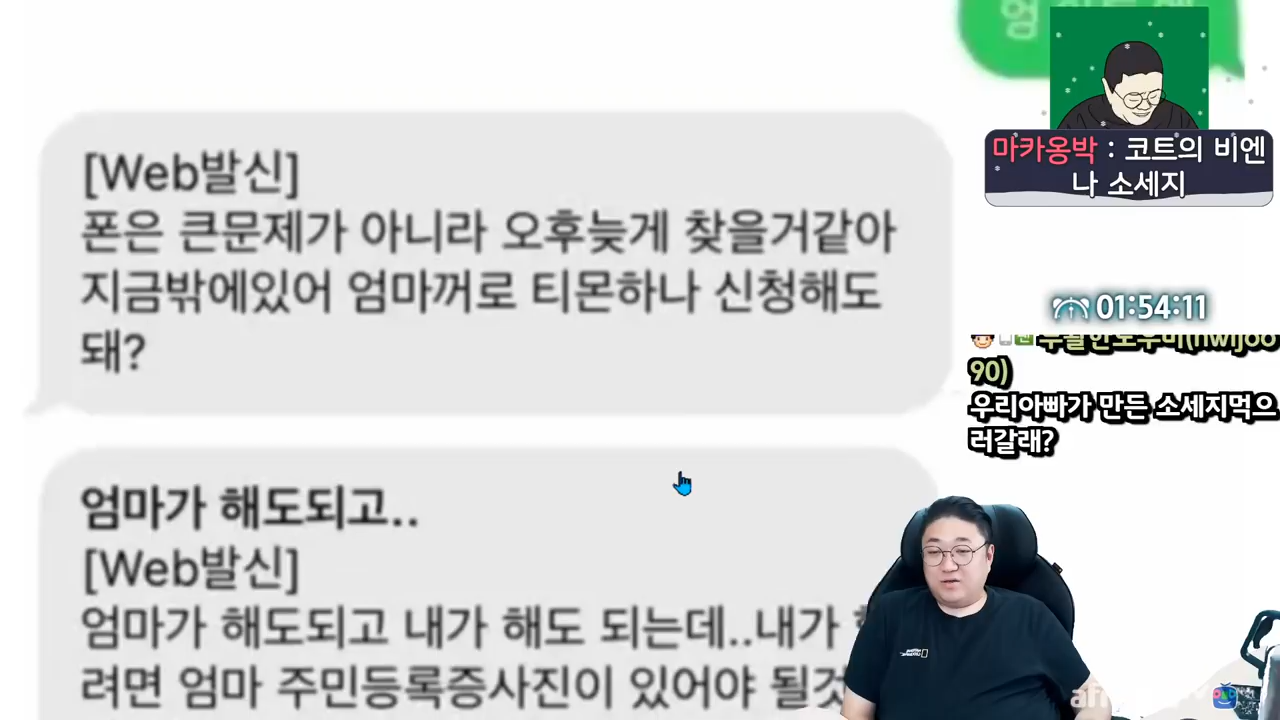 [Web발신]
폰은 큰문제가 아니라 오후늦게 찾을거같아
지금밖에있어 엄마꺼로 티몬하나 신청해도
돼?
엄마가 해도되고..
[Web발신]
엄마가 해도되고 내가 해도 되는데..내가
려면 엄마 주민등록증사진이 있어야 될것
마카옹박 : 코트의 비엔
나 소세지
01:54:11
90)
우리아빠가 만든 소세지먹으
러갈래?